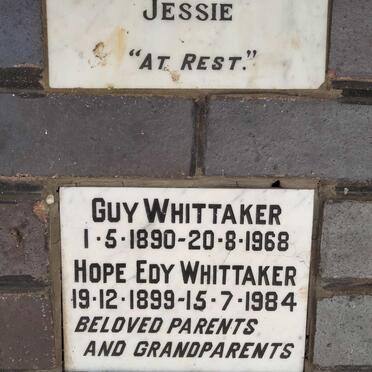 JESSIE
"AT REST."
GUY WHITTAKER
1·5·1890-20·8·1968
HOPE EDY WHITTAKER
19·12·1899-15·7·1984
BELOVED PARENTS
AND GRANDPARENTS